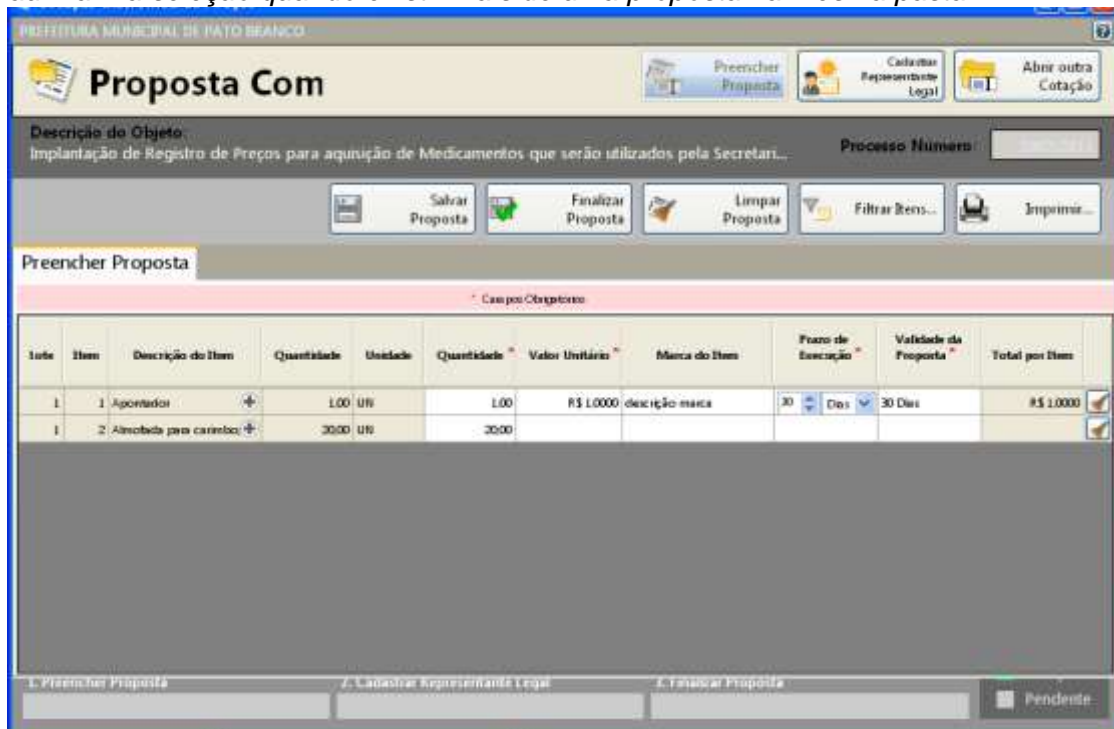 PREFEITURA MUNICIPAL DE PATO BRANCO
Proposta Com
Preencher Proposta
Cadastrar Representante Legal
Abrir outra Cotação
Descrição do Objeto:
Implantação de Registro de Preços para aquisição de Medicamentos que serão utilizados pela Secretari...
Processo Numero:
Salvar Proposta
Finalizar Proposta
Limpar Proposta
Filtrar Itens...
Imprimir...
Preencher Proposta
* Campos Obrigatórios
Lote Item Descrição do Item Quantidade Unidade Quantidade * Valor Unitário * Marca do Item Prazo de Execução * Validade da Proposta * Total por Item
1 1 Apontador + 1,00 UN 1,00 R$ 1,0000 descrição marca 30 Dias 30 Dias R$ 1,0000
1 2 Almofada para carimbo; + 20,00 UN 20,00
1. Preencher Proposta 2. Cadastrar Representante Legal 3. Finalizar Proposta
Pendente